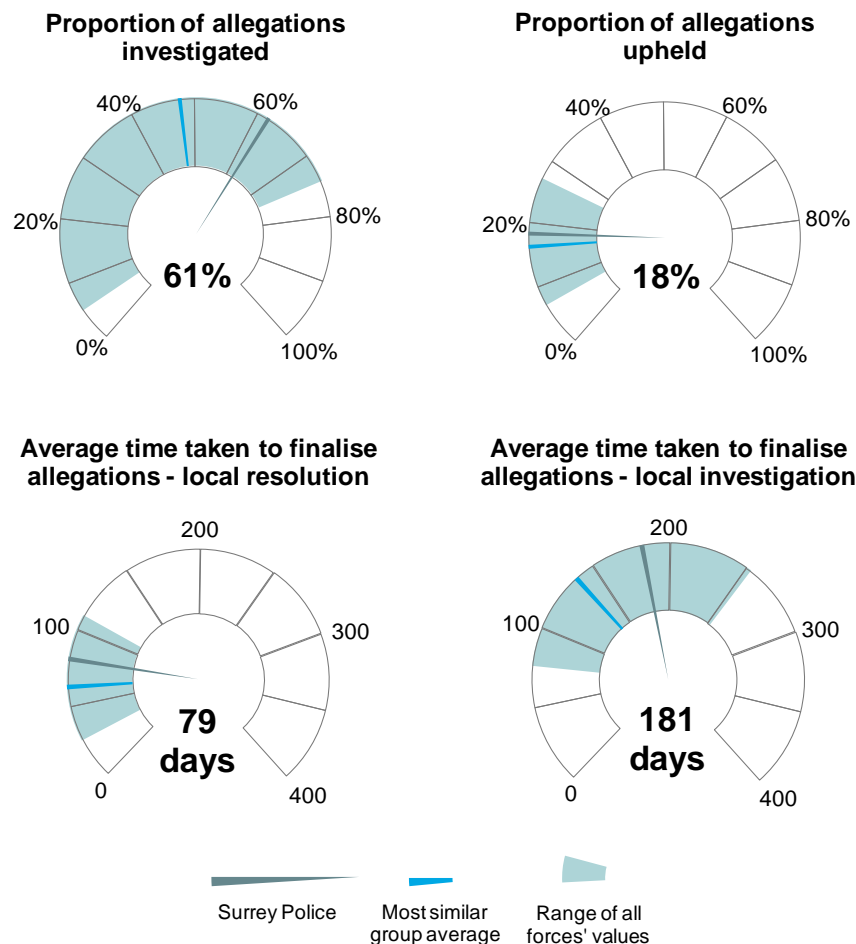 Proportion of allegations
investigated
40%
60%
20%
80%
61%
0%
100%
Proportion of allegations
upheld
40%
60%
20%
80%
18%
0%
100%
Average time taken to finalise
allegations - local resolution
200
100
300
79
days
0
400
Average time taken to finalise
allegations - local investigation
200
100
300
181
days
0
400
Surrey Police
Most similar
group average
Range of all
forces' values